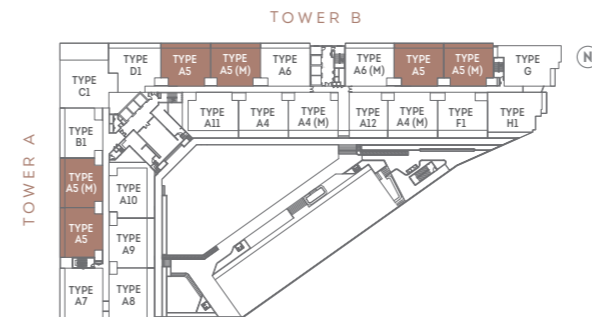 TOWER B
TYPE
D1
TYPE
A5
TYPE
A5 (M)
TYPE
A6
TYPE
A6 (M)
TYPE
A5
TYPE
A5 (M)
TYPE
G
N
TYPE
C1
TYPE
A11
TYPE
A4
TYPE
A4 (M)
TYPE
A12
TYPE
A4 (M)
TYPE
F1
TYPE
H1
TOWER A
TYPE
B1
TYPE
A5 (M)
TYPE
A10
TYPE
A5
TYPE
A9
TYPE
A7
TYPE
A8